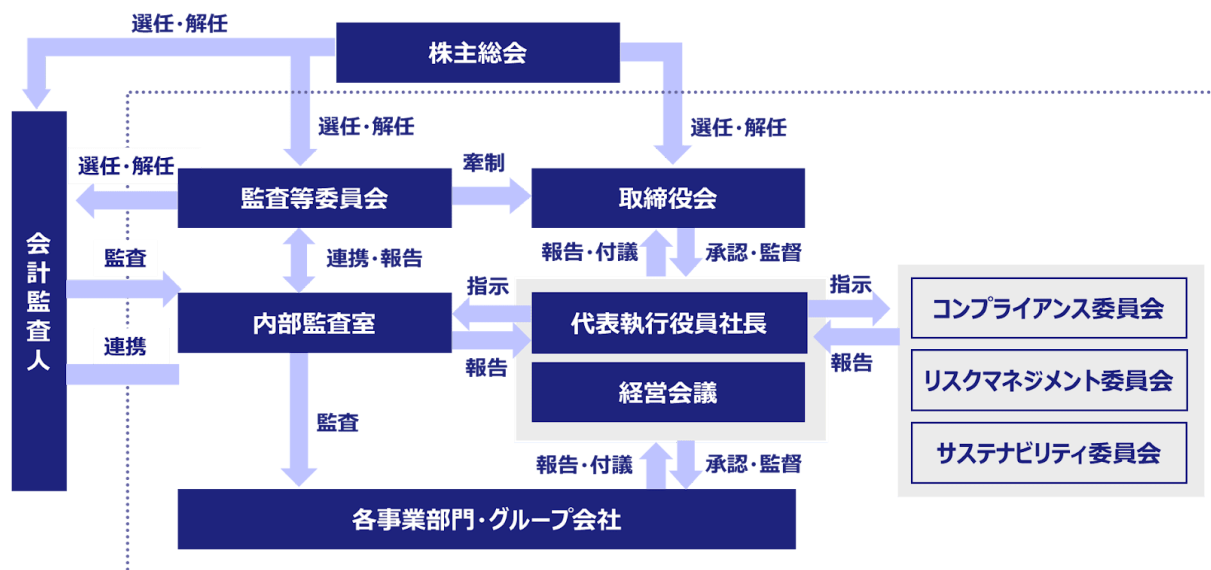 選任・解任
株主総会
選任・解任
選任・解任
選任・解任
監査等委員会
牽制
取締役会
会計監査人
監査
連携・報告
報告・付議
承認・監督
指示
指示
内部監査室
代表執行役員社長
コンプライアンス委員会
連携
報告
報告
経営会議
リスクマネジメント委員会
監査
報告・付議
承認・監督
サステナビリティ委員会
各事業部門・グループ会社